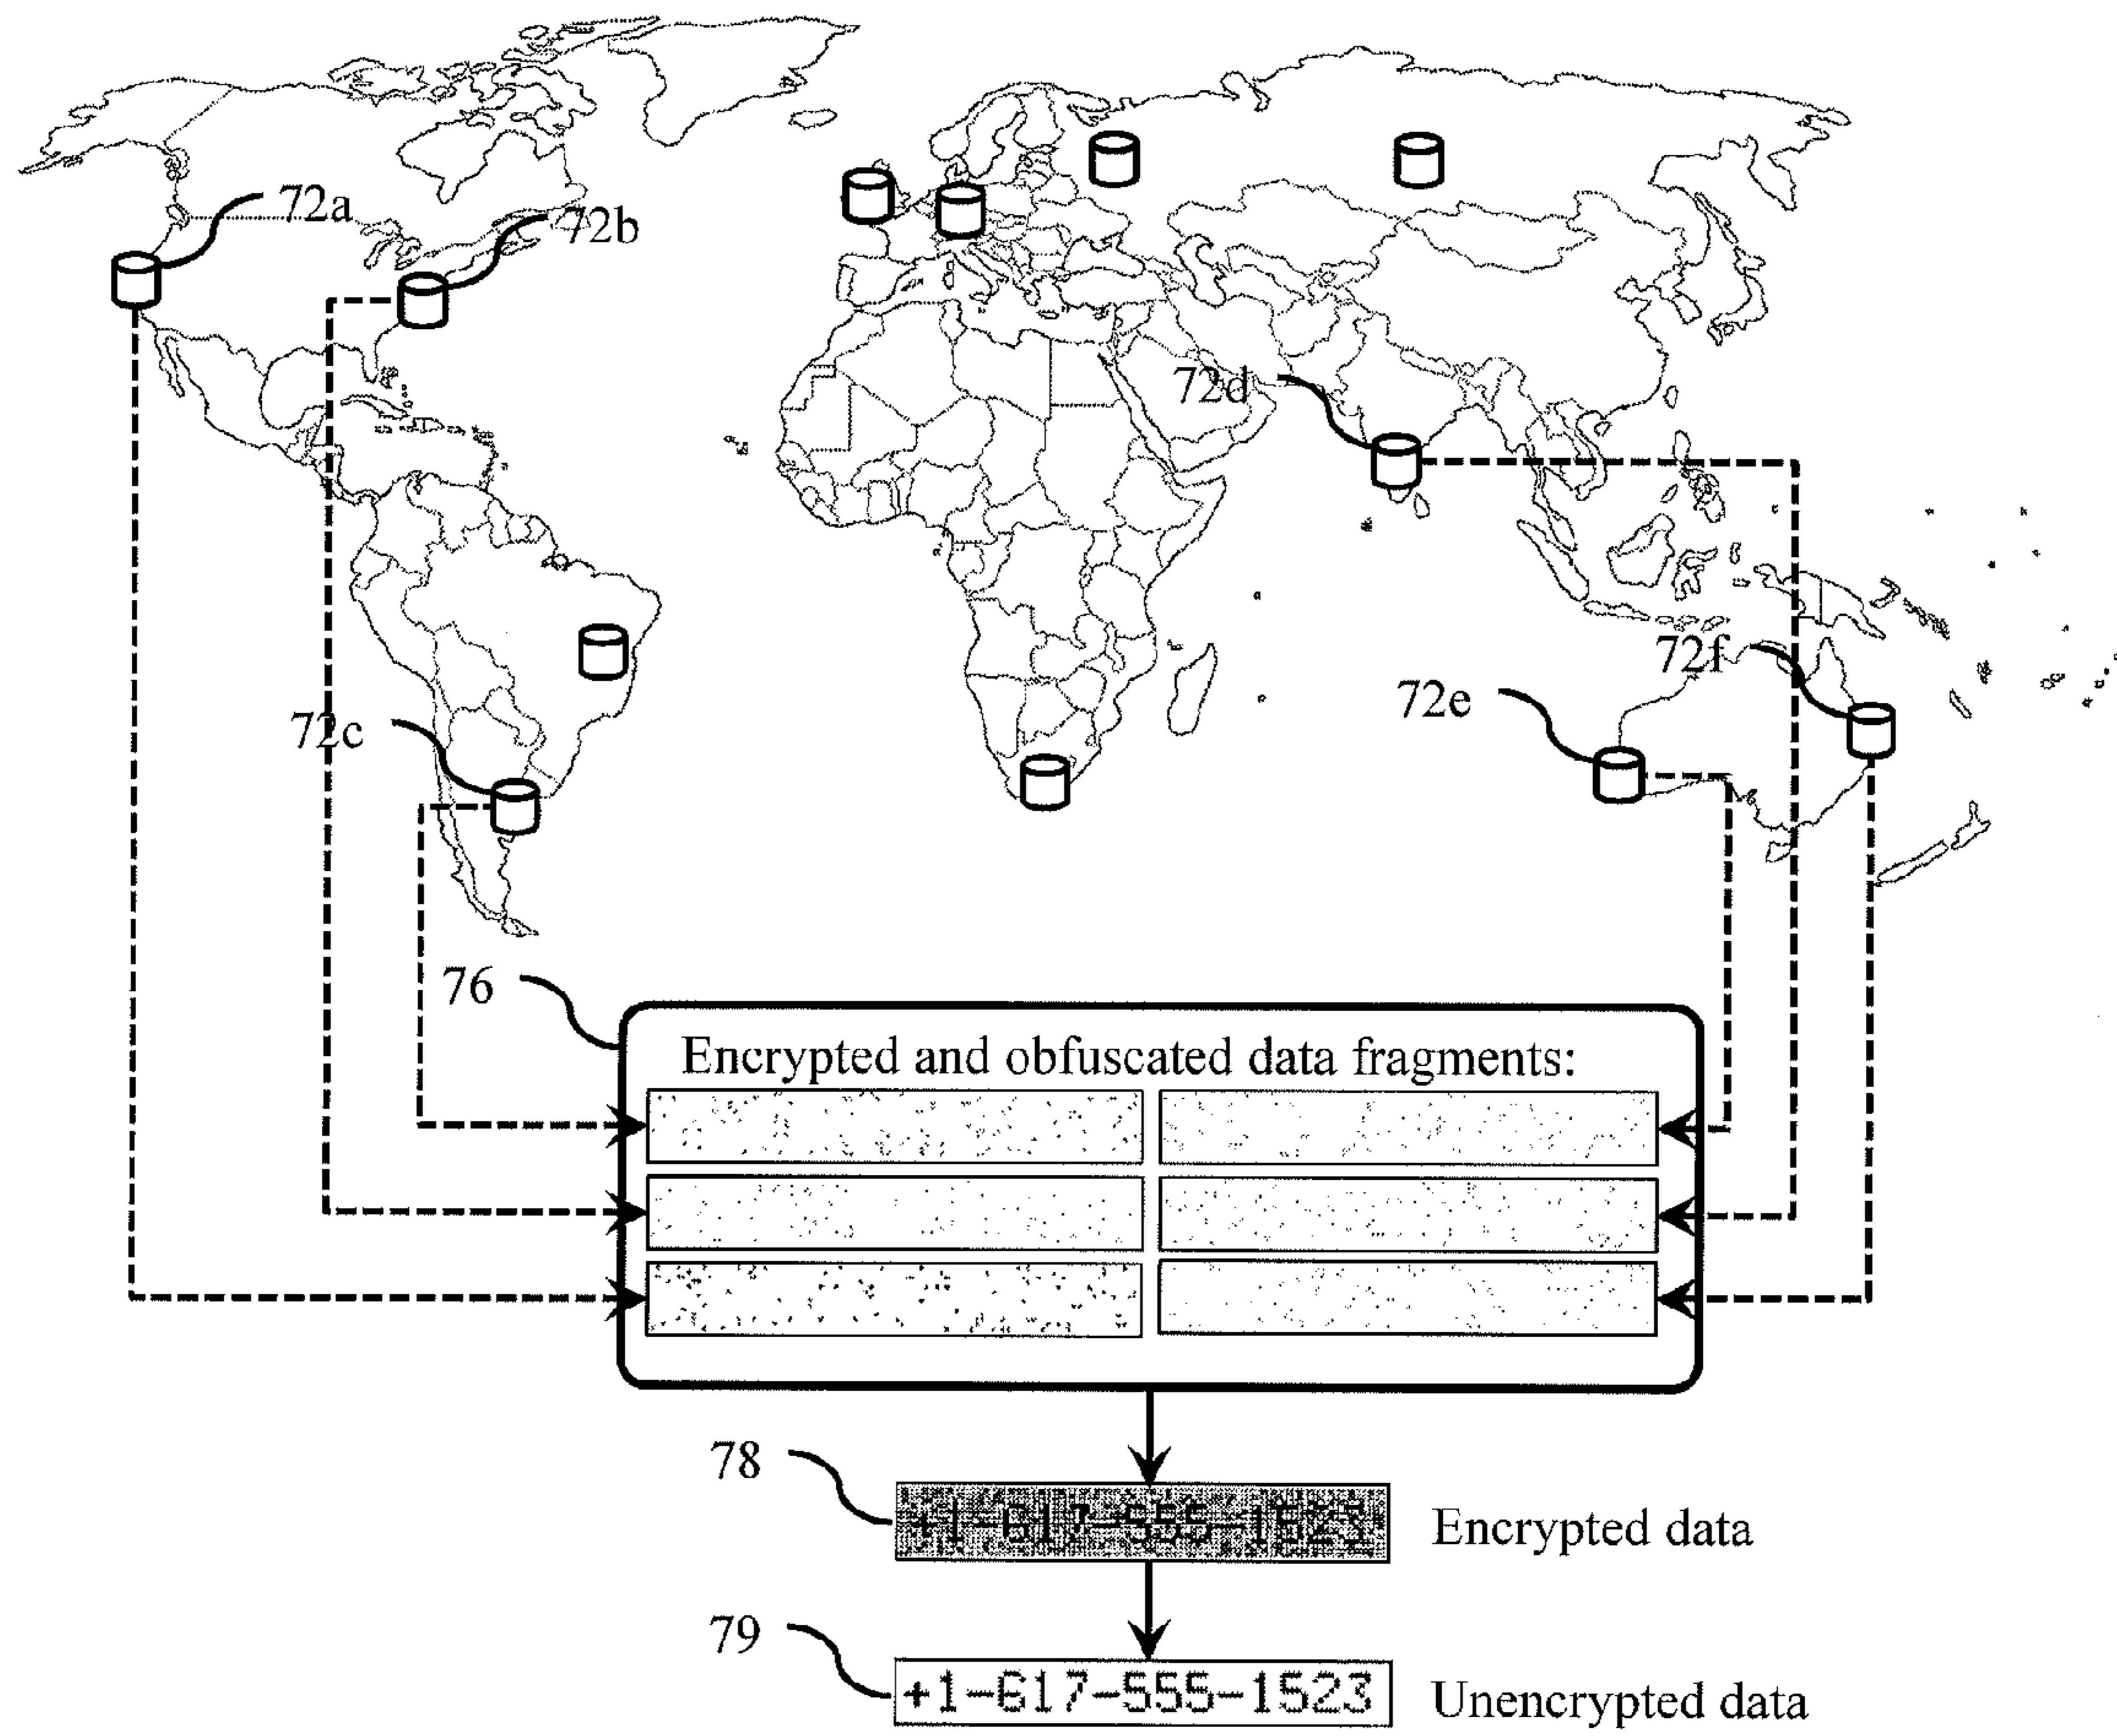 72a
72b
72d
72f
72e
72c
76
Encrypted and obfuscated data fragments:
78
+1-617-555-1523
Encrypted data
79
+1-617-555-1523
Unencrypted data